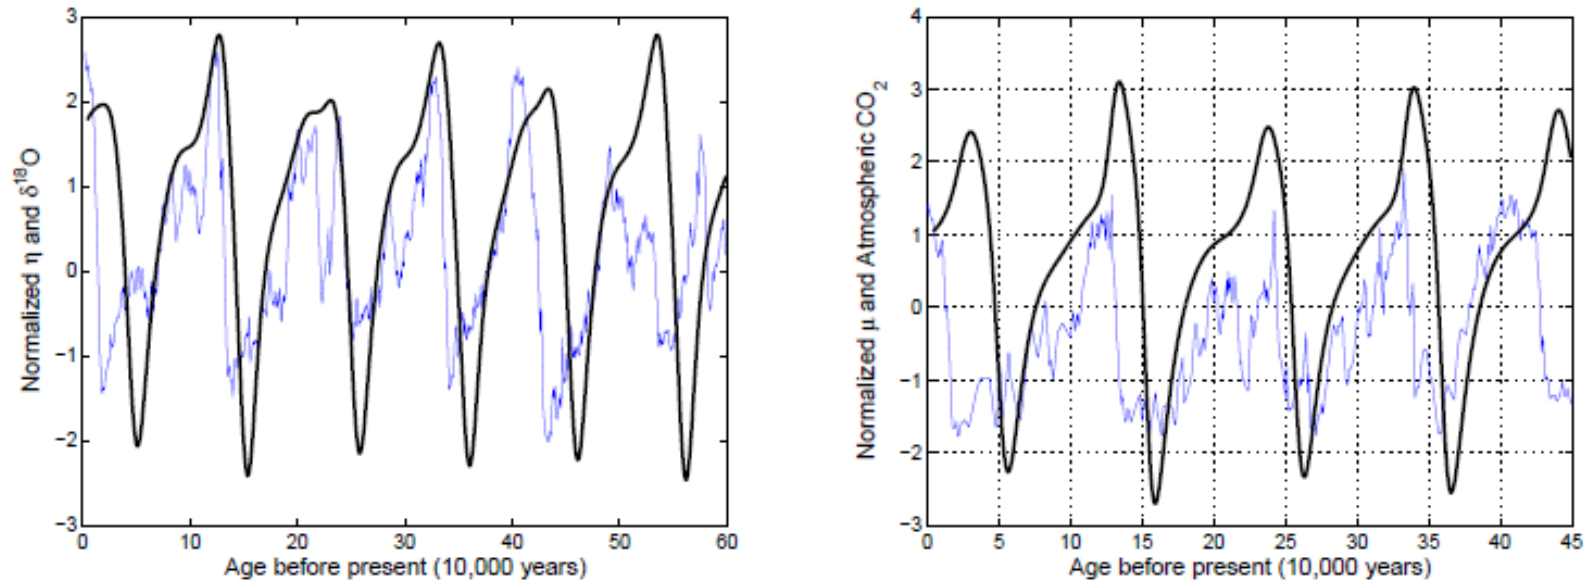 3
2
1
0
−1
−2
−3
Normalized η and δ¹⁸O
0 10 20 30 40 50 60
Age before present (10,000 years)
4
3
2
1
0
−1
−2
−3
Normalized μ and Atmospheric CO₂
0 5 10 15 20 25 30 35 40 45
Age before present (10,000 years)